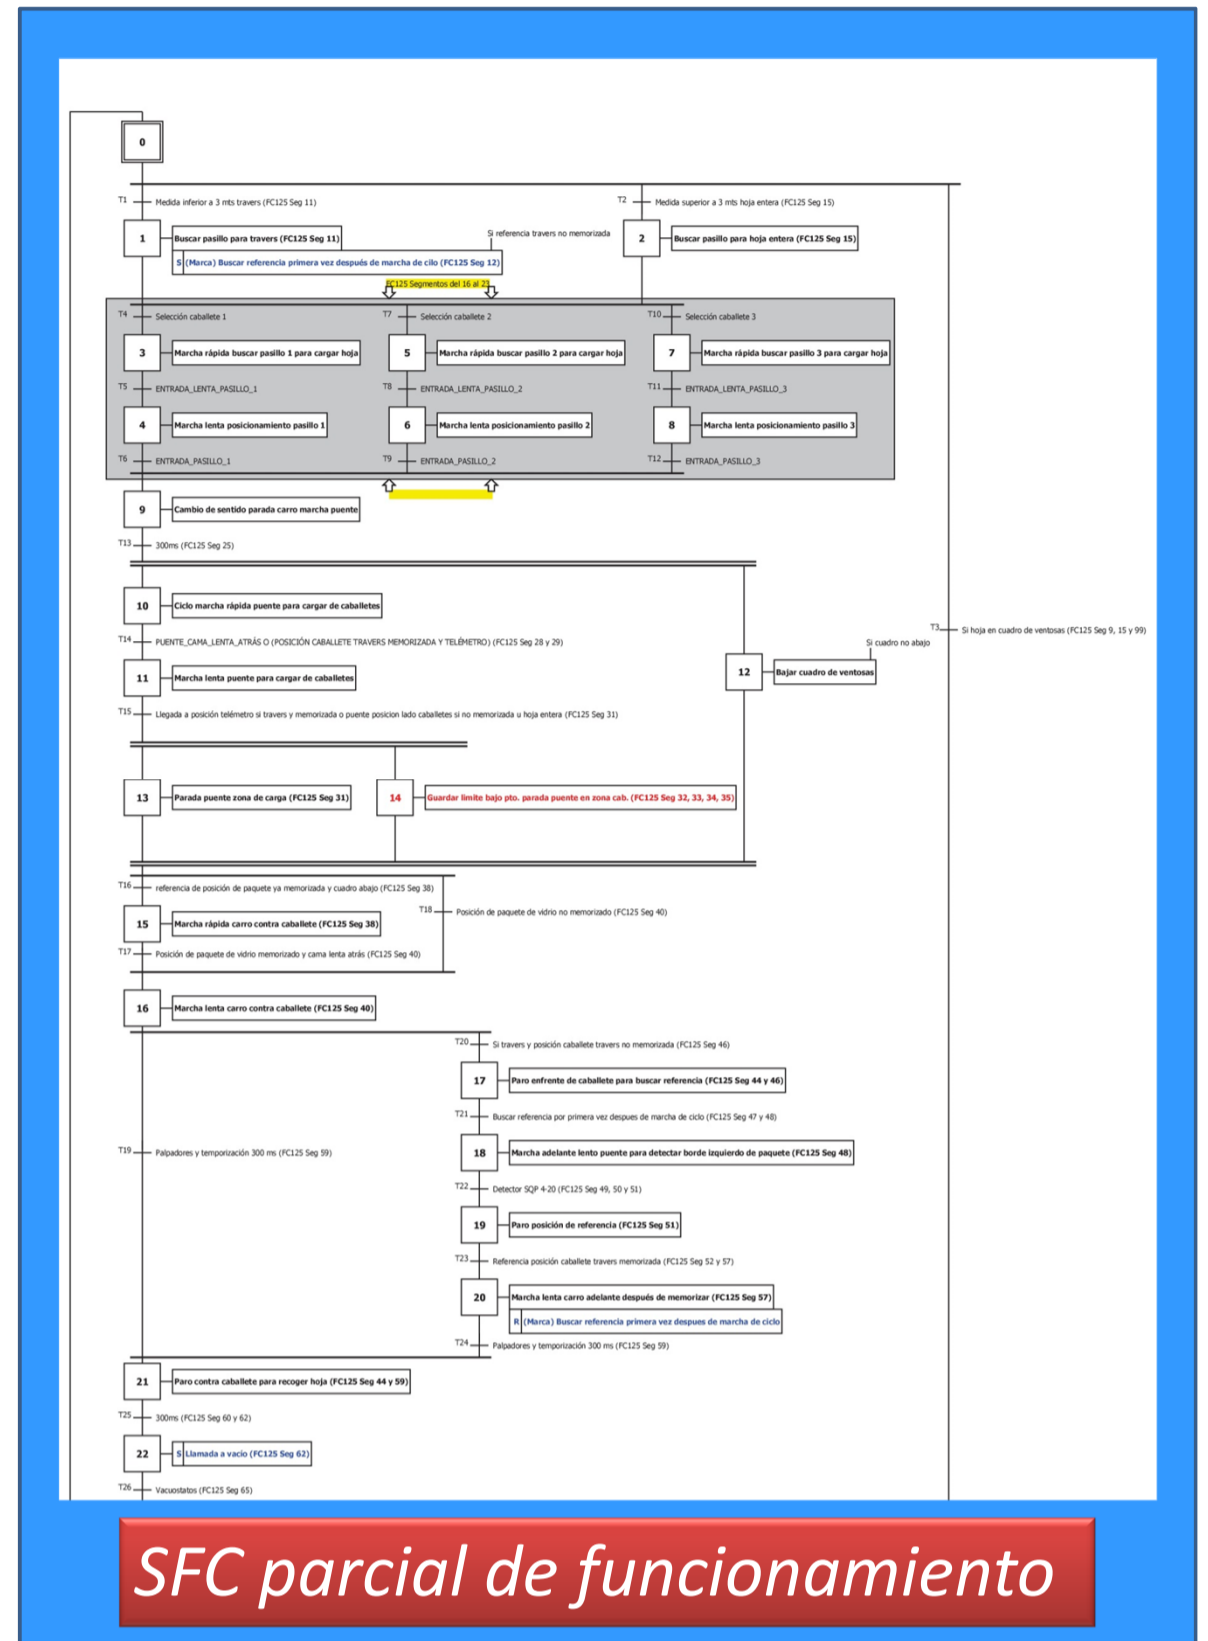 0
T1 Medida inferior a 3 mts travers (FC125 Seg 11)
T2 Medida superior a 3 mts hoja entera (FC125 Seg 15)
1 Buscar pasillo para travers (FC125 Seg 11)
Si referencia travers no memorizada
2 Buscar pasillo para hoja entera (FC125 Seg 15)
S (Marca) Buscar referencia primera vez después de marcha de cilo (FC125 Seg 12)
FC125 Segmentos del 16 al 23
T4 Selección caballete 1
T7 Selección caballete 2
T10 Selección caballete 3
3 Marcha rápida buscar pasillo 1 para cargar hoja
5 Marcha rápida buscar pasillo 2 para cargar hoja
7 Marcha rápida buscar pasillo 3 para cargar hoja
T5 ENTRADA_LENTA_PASILLO_1
T8 ENTRADA_LENTA_PASILLO_2
T11 ENTRADA_LENTA_PASILLO_3
4 Marcha lenta posicionamiento pasillo 1
6 Marcha lenta posicionamiento pasillo 2
8 Marcha lenta posicionamiento pasillo 3
T6 ENTRADA_PASILLO_1
T9 ENTRADA_PASILLO_2
T12 ENTRADA_PASILLO_3
9 Cambio de sentido parada carro marcha puente
T13 300ms (FC125 Seg 25)
10 Ciclo marcha rápida puente para cargar de caballetes
T3 Si hoja en cuadro de ventosas (FC125 Seg 9, 15 y 99)
T14 PUENTE_CAMA_LENTA_ATRÁS O (POSICIÓN CABALLETE TRAVERS MEMORIZADA Y TELÉMETRO) (FC125 Seg 28 y 29)
Si cuadro no abajo
12 Bajar cuadro de ventosas
11 Marcha lenta puente para cargar de caballetes
T15 Llegada a posición telémetro si travers y memorizada o puente posicion lado caballetes si no memorizada u hoja entera (FC125 Seg 31)
13 Parada puente zona de carga (FC125 Seg 31)
14 Guardar limite bajo pto. parada puente en zona cab. (FC125 Seg 32, 33, 34, 35)
T16 referencia de posición de paquete ya memorizada y cuadro abajo (FC125 Seg 38)
T18 Posición de paquete de vidrio no memorizado (FC125 Seg 40)
15 Marcha rápida carro contra caballete (FC125 Seg 38)
T17 Posición de paquete de vidrio memorizado y cama lenta atrás (FC125 Seg 40)
16 Marcha lenta carro contra caballete (FC125 Seg 40)
T20 Si travers y posición caballete travers no memorizada (FC125 Seg 46)
17 Paro enfrente de caballete para buscar referencia (FC125 Seg 44 y 46)
T21 Buscar referencia por primera vez despues de marcha de ciclo (FC125 Seg 47 y 48)
T19 Palpadores y temporización 300 ms (FC125 Seg 59)
18 Marcha adelante lento puente para detectar borde izquierdo de paquete (FC125 Seg 48)
T22 Detector SQP 4-20 (FC125 Seg 49, 50 y 51)
19 Paro posición de referencia (FC125 Seg 51)
T23 Referencia posición caballete travers memorizada (FC125 Seg 52 y 57)
20 Marcha lenta carro adelante después de memorizar (FC125 Seg 57)
R (Marca) Buscar referencia primera vez despues de marcha de ciclo
T24 Palpadores y temporización 300 ms (FC125 Seg 59)
21 Paro contra caballete para recoger hoja (FC125 Seg 44 y 59)
T25 300ms (FC125 Seg 60 y 62)
22 S Llamada a vacío (FC125 Seg 62)
T26 Vacuostatos (FC125 Seg 65)
SFC parcial de funcionamiento